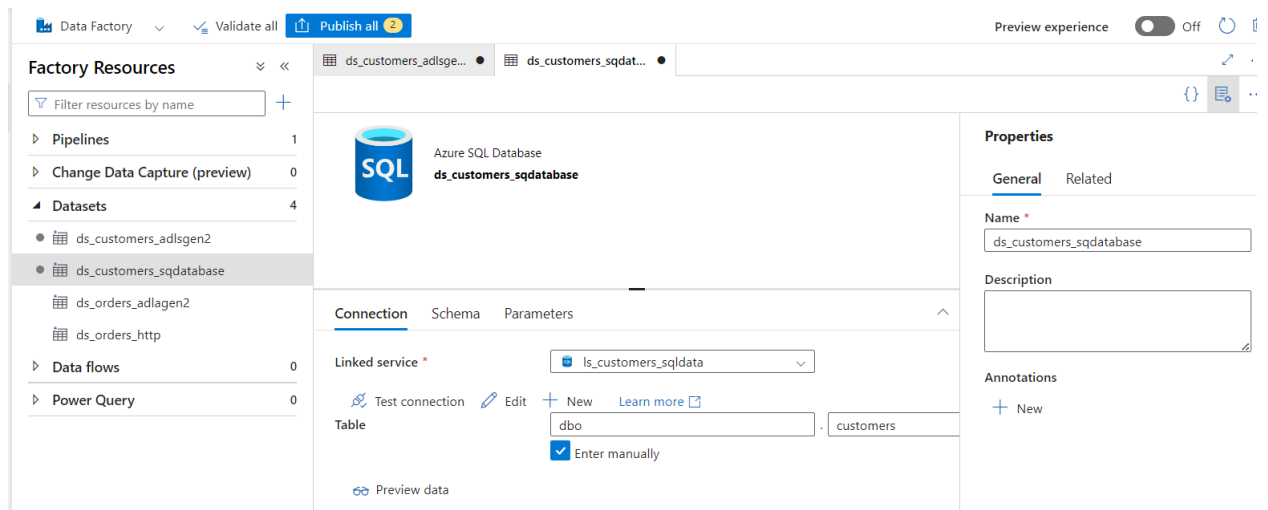 Data Factory Validate all Publish all 2 Preview experience Off
Factory Resources
Filter resources by name
Pipelines 1
Change Data Capture (preview) 0
Datasets 4
ds_customers_adlsgen2
ds_customers_sqdatabase
ds_orders_adlagen2
ds_orders_http
Data flows 0
Power Query 0
ds_customers_adlsge... ds_customers_sqdat...
{}
SQL
Azure SQL Database
ds_customers_sqdatabase
Connection Schema Parameters
Linked service * ls_customers_sqldata
Test connection Edit New Learn more
Table dbo . customers
Enter manually
Preview data
Properties
General Related
Name *
ds_customers_sqdatabase
Description
Annotations
New